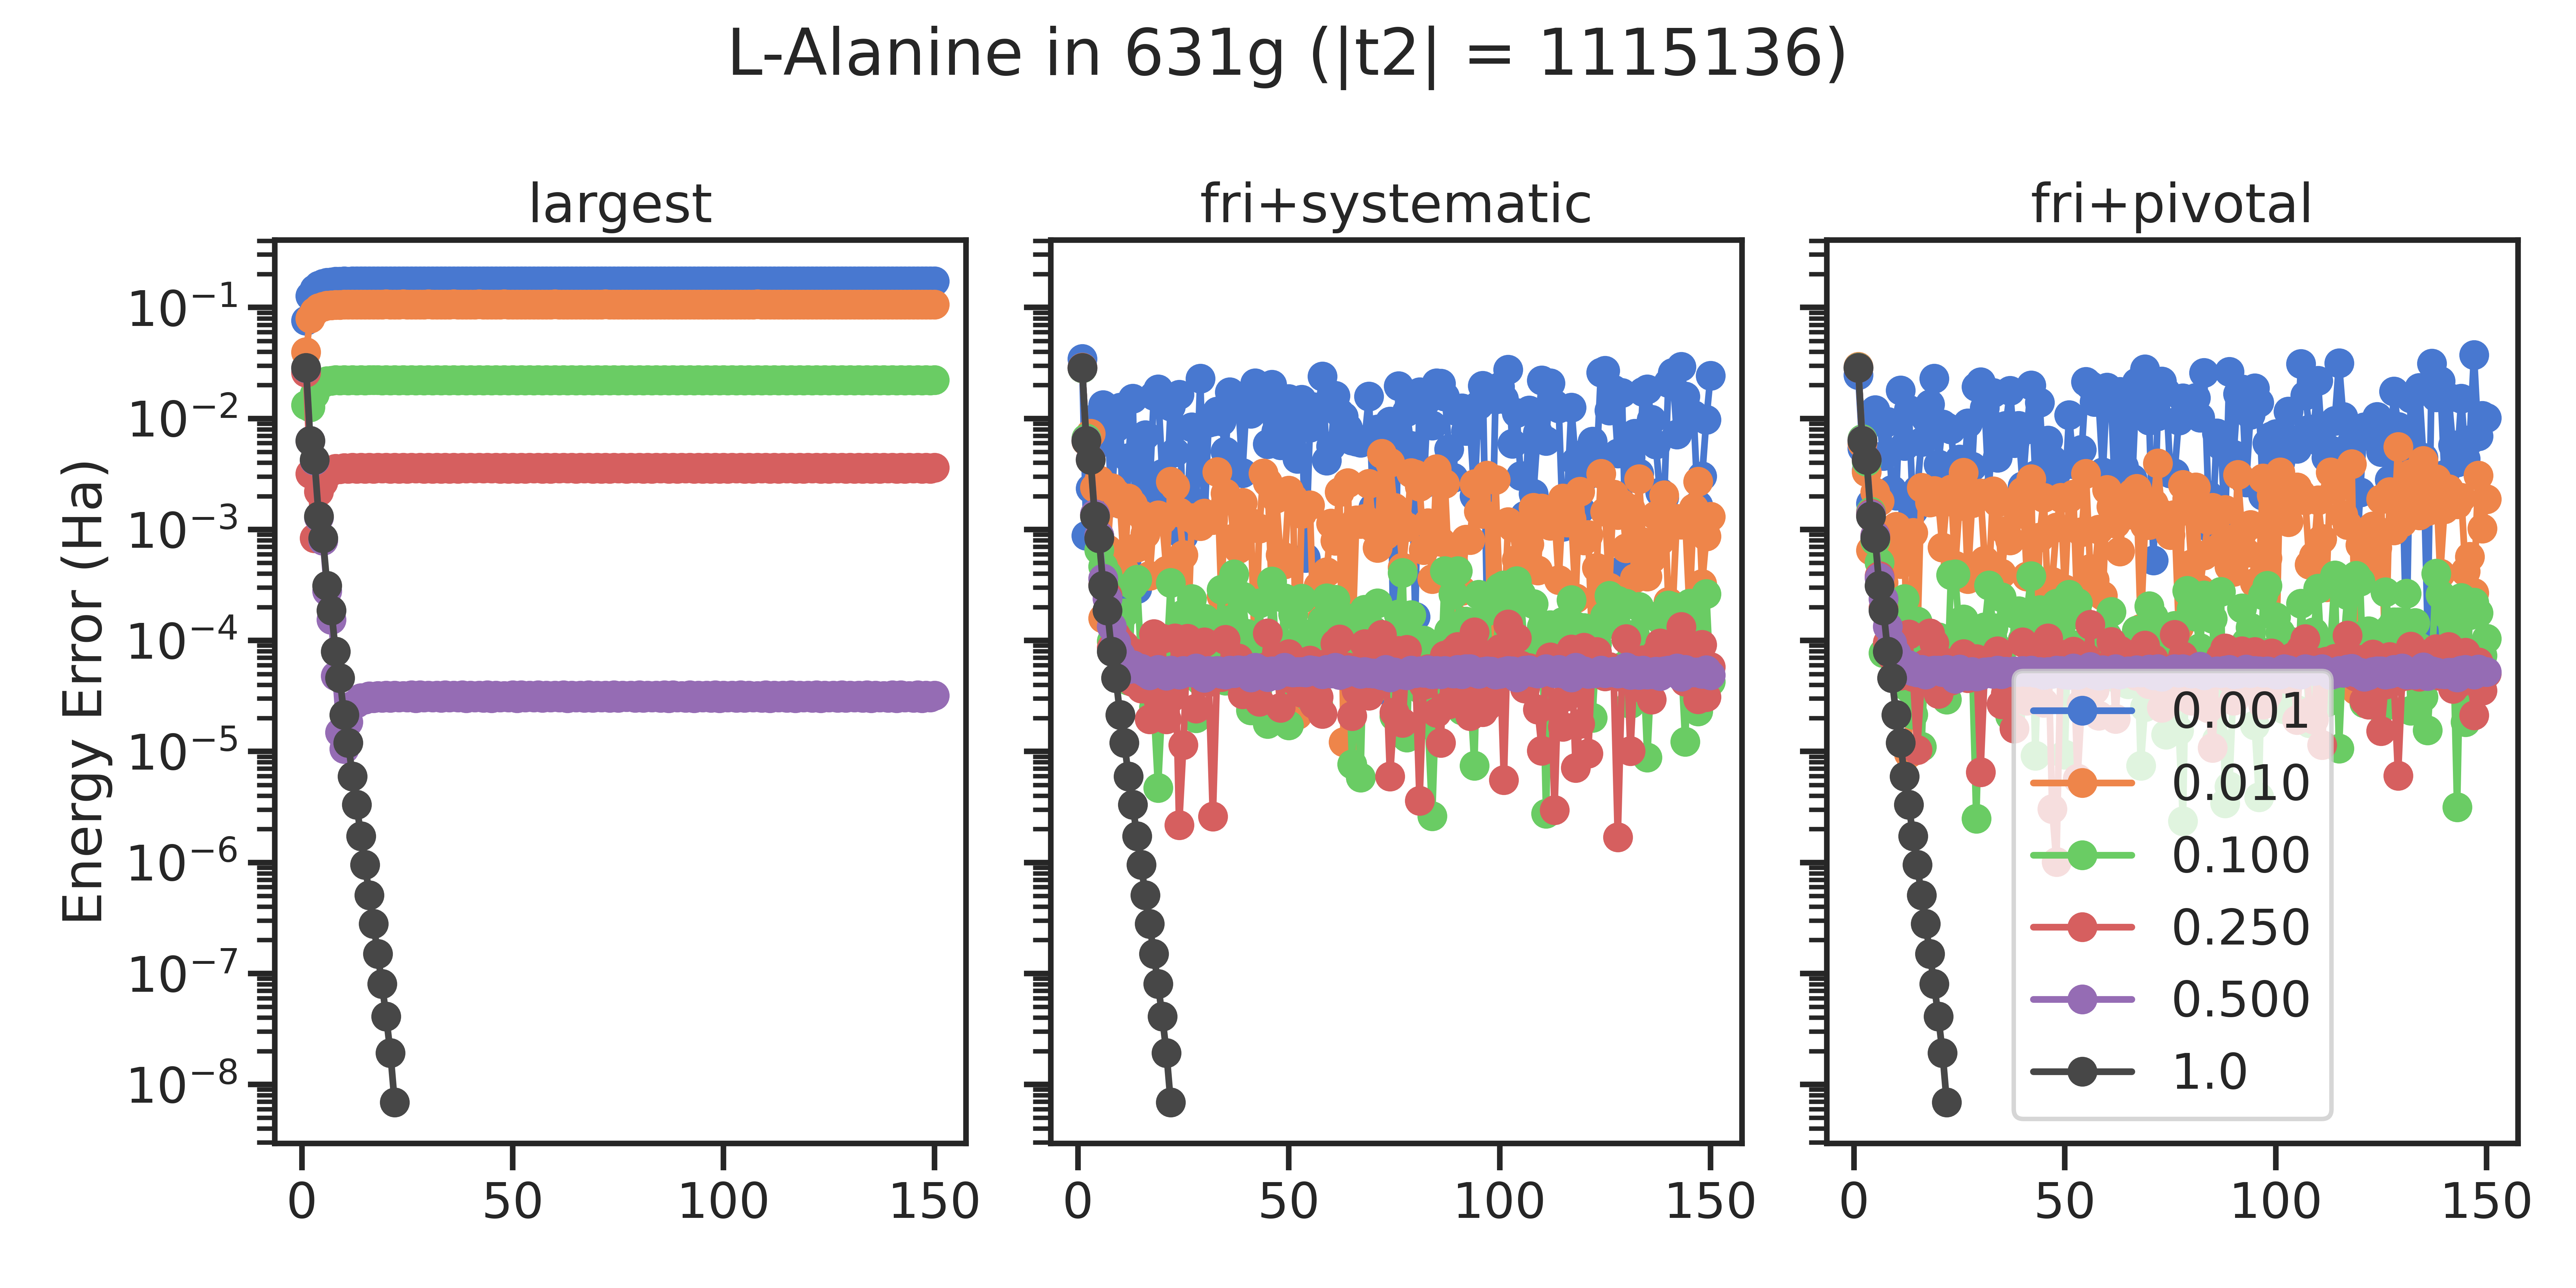 L-Alanine in 631g (|t2| = 1115136)
largest
fri+systematic
fri+pivotal
Energy Error (Ha)
10⁻¹
10⁻²
10⁻³
10⁻⁴
10⁻⁵
10⁻⁶
10⁻⁷
10⁻⁸
0 50 100 150
0 50 100 150
0 50 100 150
0.001
0.010
0.100
0.250
0.500
1.0